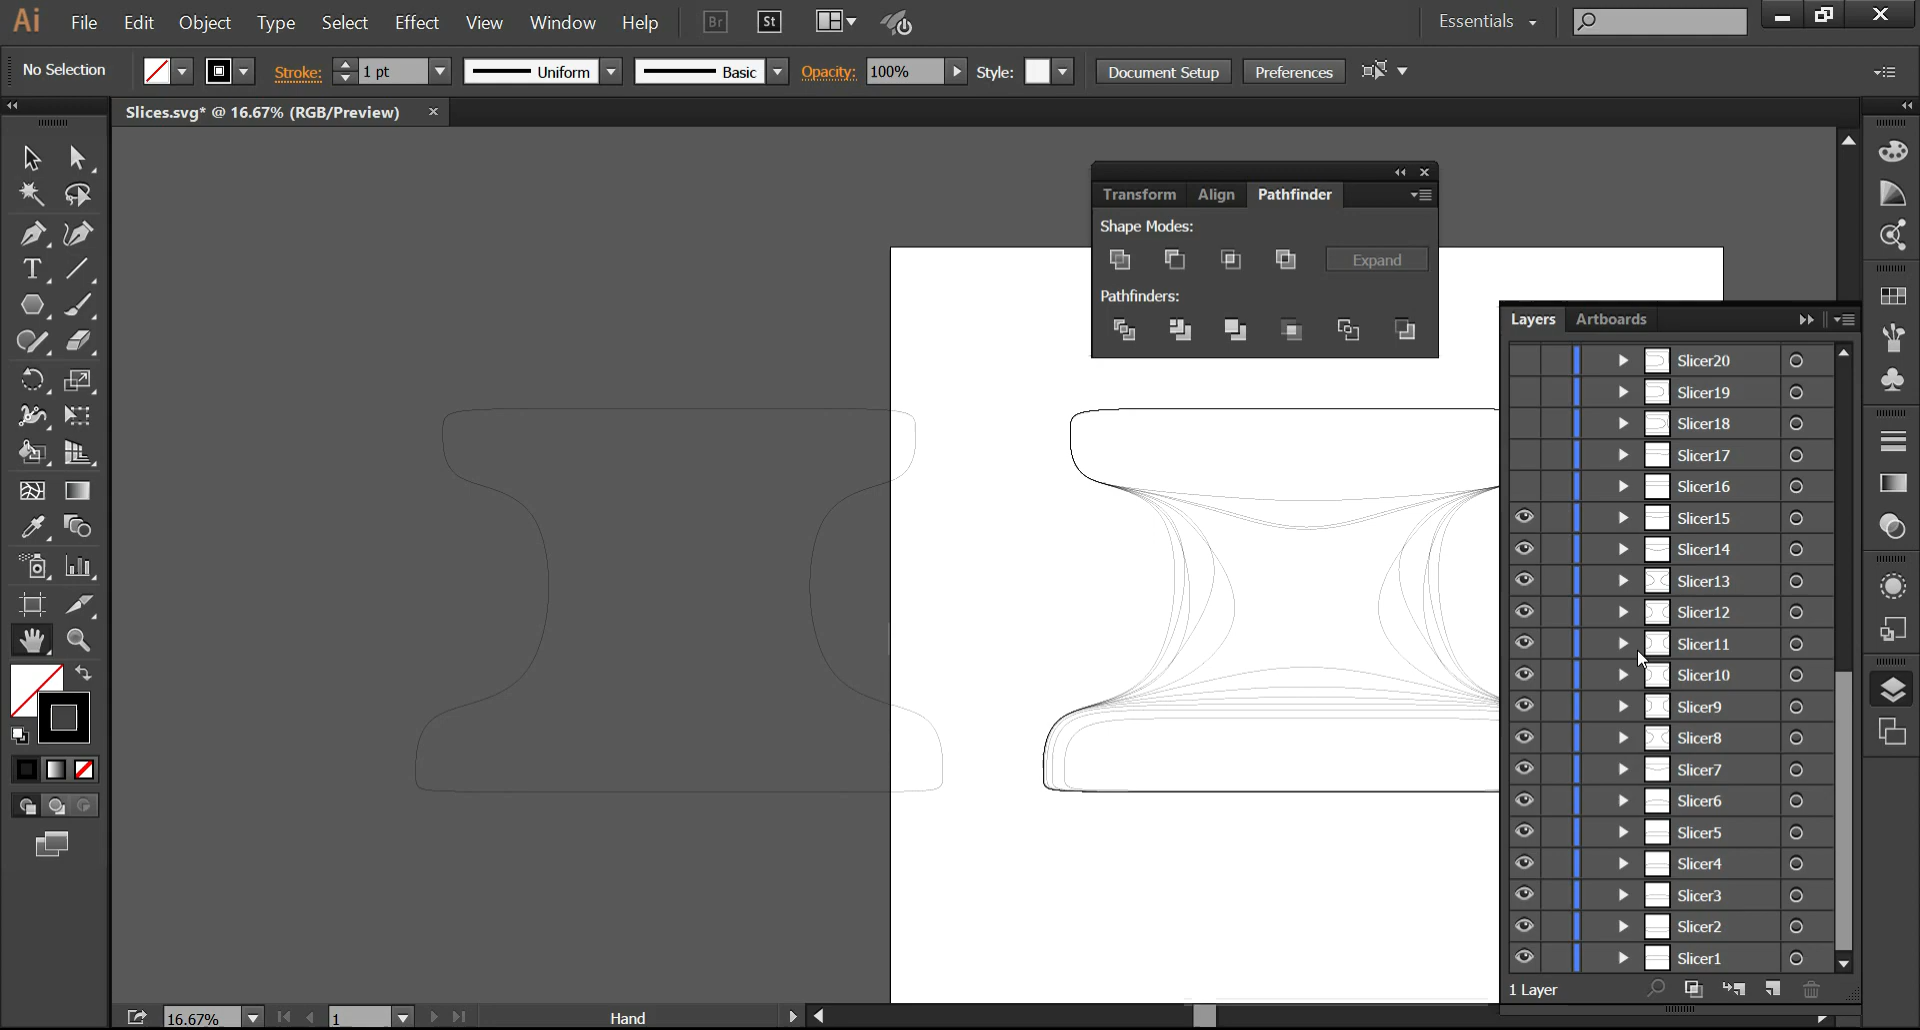 Ai File Edit Object Type Select Effect View Window Help Br St Essentials
No Selection Stroke: 1 pt Uniform Basic Opacity: 100% Style: Document Setup Preferences
Slices.svg* @ 16.67% (RGB/Preview)
Transform Align Pathfinder
Shape Modes:
Expand
Pathfinders:
Layers Artboards
Slicer20
Slicer19
Slicer18
Slicer17
Slicer16
Slicer15
Slicer14
Slicer13
Slicer12
Slicer11
Slicer10
Slicer9
Slicer8
Slicer7
Slicer6
Slicer5
Slicer4
Slicer3
Slicer2
Slicer1
1 Layer
16.67% 1 Hand